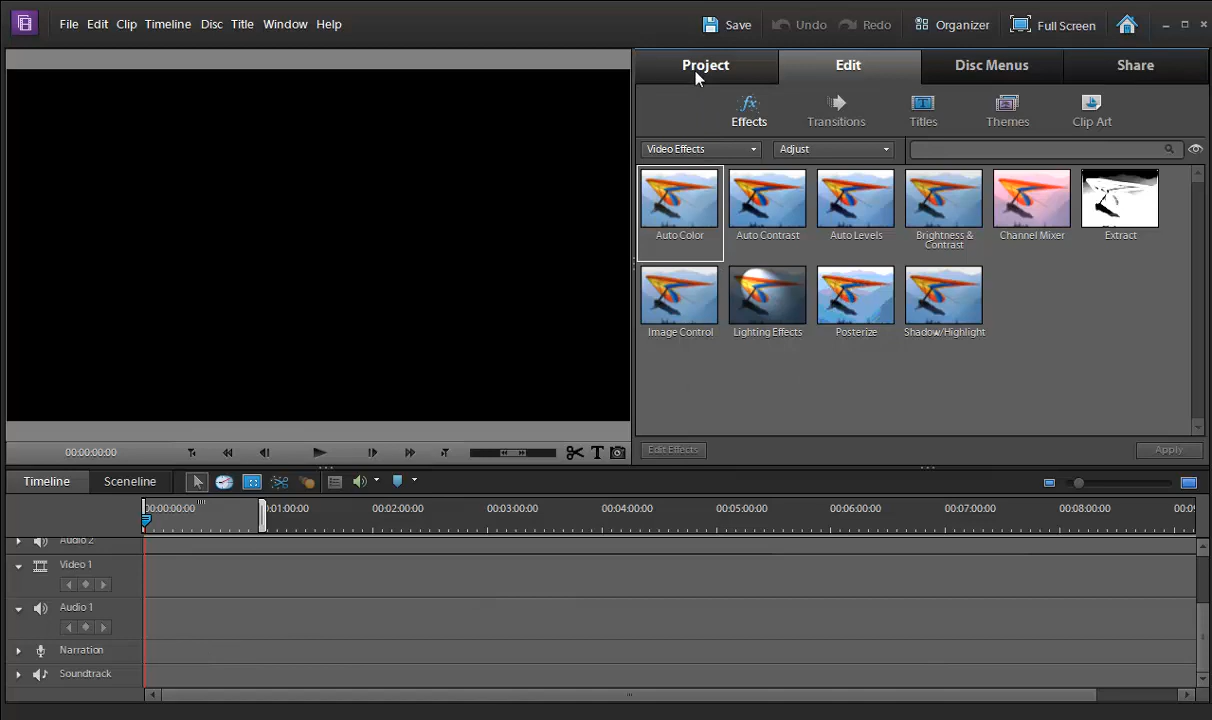 File Edit Clip Timeline Disc Title Window Help
Save Undo Redo Organizer Full Screen
Project Edit Disc Menus Share
Effects Transitions Titles Themes Clip Art
Video Effects Adjust
Auto Color Auto Contrast Auto Levels Brightness & Contrast Channel Mixer Extract
Image Control Lighting Effects Posterize Shadow/Highlight
00:00:00:00
T
Edit Effects Apply
Timeline Sceneline
00:00:00:00 00:01:00:00 00:02:00:00 00:03:00:00 00:04:00:00 00:05:00:00 00:06:00:00 00:07:00:00 00:08:00:00
Audio 2
Video 1
Audio 1
Narration
Soundtrack